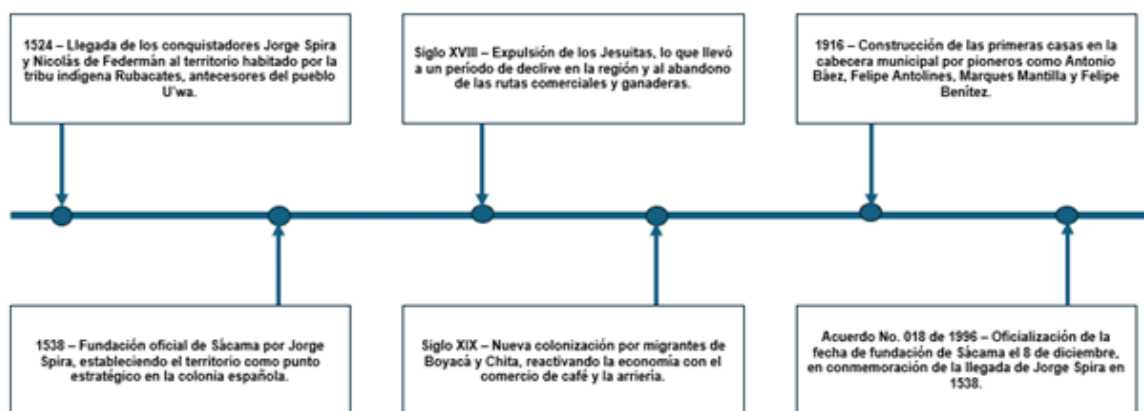 1524 – Llegada de los conquistadores Jorge Spira
y Nicolás de Federmán al territorio habitado por la
tribu indígena Rubacates, antecesores del pueblo
U'wa.
1538 – Fundación oficial de Sácama por Jorge
Spira, estableciendo el territorio como punto
estratégico en la colonia española.
Siglo XVIII – Expulsión de los Jesuitas, lo que llevó
a un período de declive en la región y al abandono
de las rutas comerciales y ganaderas.
Siglo XIX – Nueva colonización por migrantes de
Boyacá y Chita, reactivando la economía con el
comercio de café y la arriería.
1916 – Construcción de las primeras casas en la
cabecera municipal por pioneros como Antonio
Báez, Felipe Antolines, Marques Mantilla y Felipe
Benítez.
Acuerdo No. 018 de 1996 – Oficialización de la
fecha de fundación de Sácama el 8 de diciembre,
en conmemoración de la llegada de Jorge Spira en
1538.